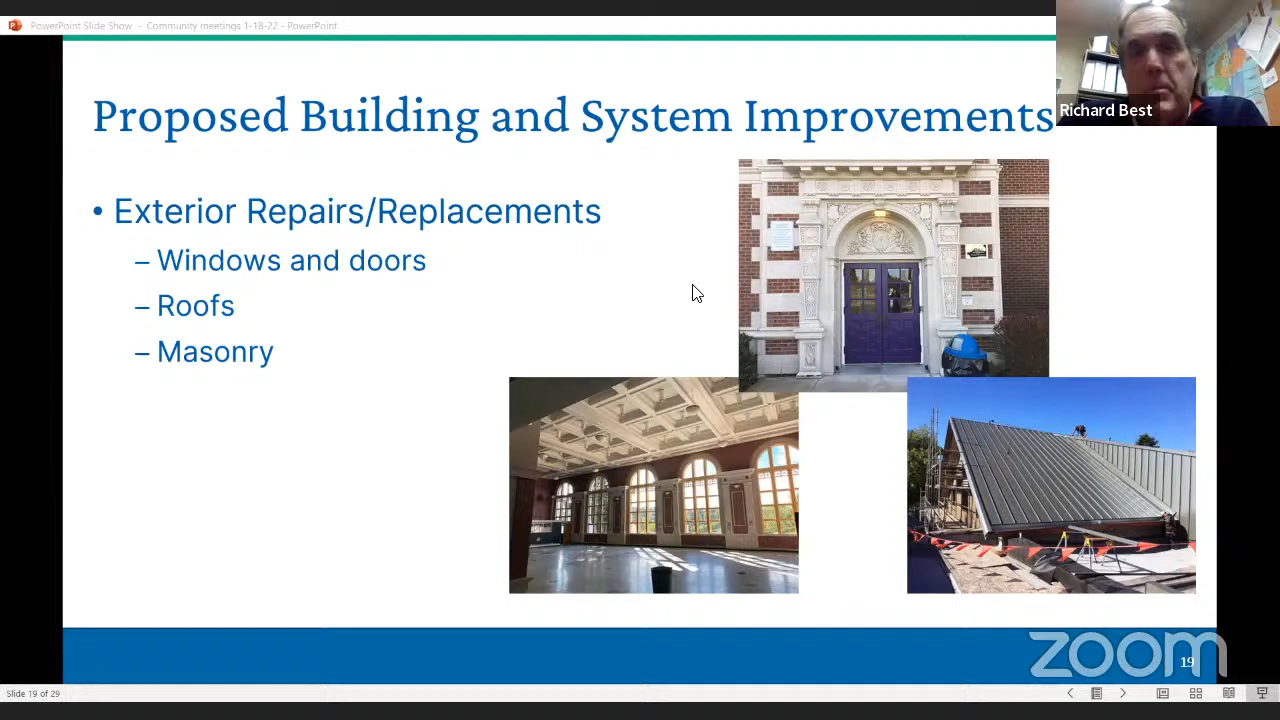 PowerPoint Slide Show - Community meetings 1-18-22 - PowerPoint
Richard Best
Proposed Building and System Improvements
• Exterior Repairs/Replacements
– Windows and doors
– Roofs
– Masonry
zoom
19
Slide 19 of 29